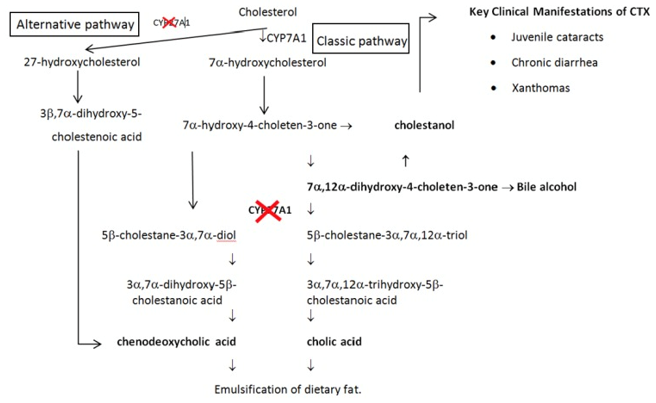 Alternative pathway
CYP27A1
Cholesterol
↓CYP7A1
Classic pathway
Key Clinical Manifestations of CTX
• Juvenile cataracts
• Chronic diarrhea
• Xanthomas
27-hydroxycholesterol
7α-hydroxycholesterol
3β,7α-dihydroxy-5-
cholestenoic acid
7α-hydroxy-4-choleten-3-one →
cholestanol
7α,12α-dihydroxy-4-choleten-3-one → Bile alcohol
CYP27A1
5β-cholestane-3α,7α-diol
5β-cholestane-3α,7α,12α-triol
3α,7α-dihydroxy-5β-
cholestanoic acid
3α,7α,12α-trihydroxy-5β-
cholestanoic acid
chenodeoxycholic acid
cholic acid
Emulsification of dietary fat.